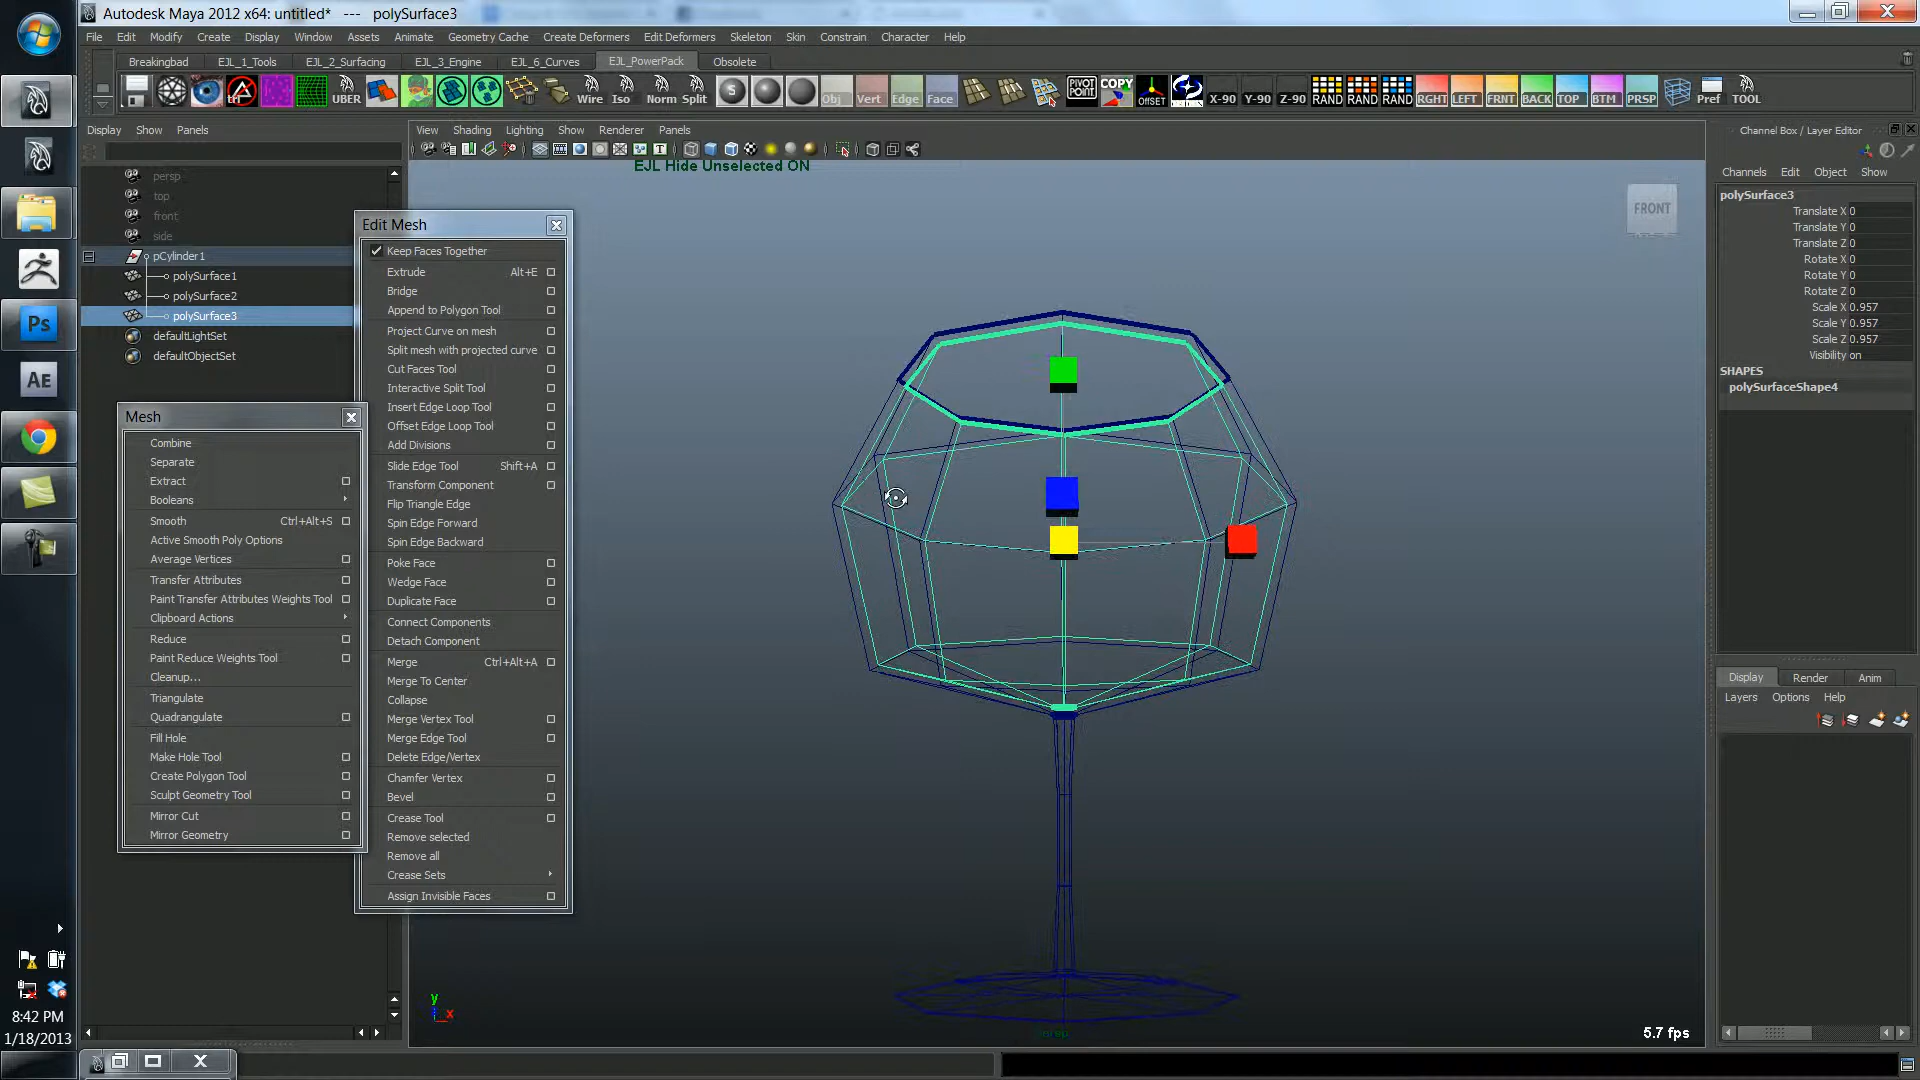 Autodesk Maya 2012 x64: untitled* --- polySurface3
File Edit Modify Create Display Window Assets Animate Geometry Cache Create Deformers Edit Deformers Skeleton Skin Constrain Character Help
Breakingbad EJL_1_Tools EJL_2_Surfacing EJL_3_Engine EJL_6_Curves EJL_PowerPack Obsolete
trl UBER Wire Iso Norm Split S Obj Vert Edge Face PIVOT POINT COPY OFFSET X-90 Y-90 Z-90 RAND RAND RAND RGHT LEFT FRNT BACK TOP BTM PRSP Pref TOOL
Display Show Panels
View Shading Lighting Show Renderer Panels
Channel Box / Layer Editor
EJL Hide Unselected ON
FRONT
persp
top
front
side
pCylinder1
polySurface1
polySurface2
polySurface3
defaultLightSet
defaultObjectSet
Mesh
Combine
Separate
Extract
Booleans
Smooth Ctrl+Alt+S
Active Smooth Poly Options
Average Vertices
Transfer Attributes
Paint Transfer Attributes Weights Tool
Clipboard Actions
Reduce
Paint Reduce Weights Tool
Cleanup...
Triangulate
Quadrangulate
Fill Hole
Make Hole Tool
Create Polygon Tool
Sculpt Geometry Tool
Mirror Cut
Mirror Geometry
Edit Mesh
Keep Faces Together
Extrude Alt+E
Bridge
Append to Polygon Tool
Project Curve on mesh
Split mesh with projected curve
Cut Faces Tool
Interactive Split Tool
Insert Edge Loop Tool
Offset Edge Loop Tool
Add Divisions
Slide Edge Tool Shift+A
Transform Component
Flip Triangle Edge
Spin Edge Forward
Spin Edge Backward
Poke Face
Wedge Face
Duplicate Face
Connect Components
Detach Component
Merge Ctrl+Alt+A
Merge To Center
Collapse
Merge Vertex Tool
Merge Edge Tool
Delete Edge/Vertex
Chamfer Vertex
Bevel
Crease Tool
Remove selected
Remove all
Crease Sets
Assign Invisible Faces
Channels Edit Object Show
polySurface3
Translate X 0
Translate Y 0
Translate Z 0
Rotate X 0
Rotate Y 0
Rotate Z 0
Scale X 0.957
Scale Y 0.957
Scale Z 0.957
Visibility on
SHAPES
polySurfaceShape4
Display Render Anim
Layers Options Help
y
x
persp
5.7 fps
Ps
AE
8:42 PM
1/18/2013